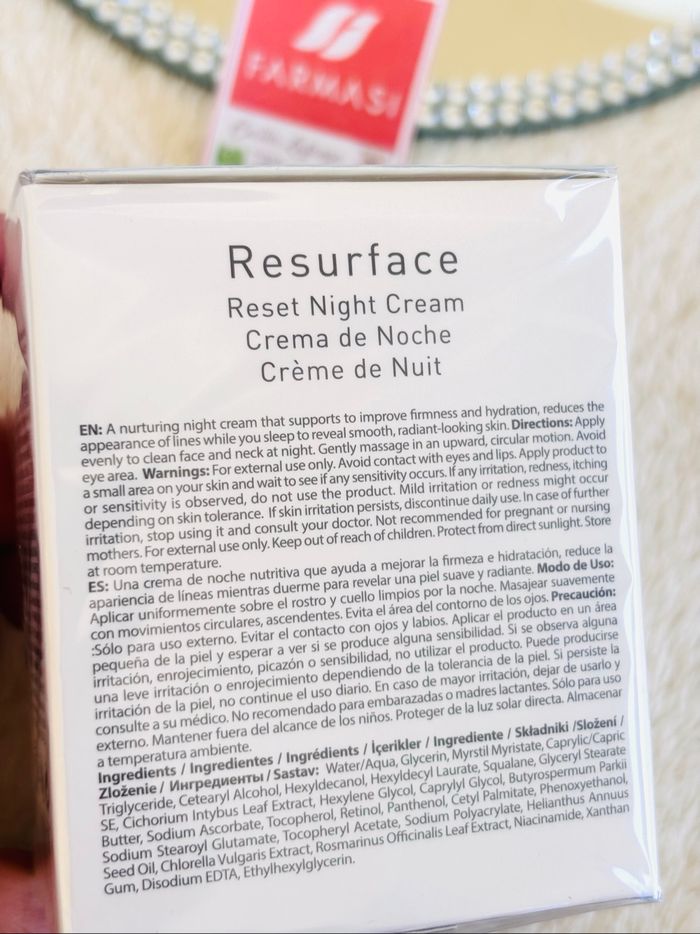 FARMASI
Resurface
Reset Night Cream
Crema de Noche
Crème de Nuit
EN: A nurturing night cream that supports to improve firmness and hydration, reduces the
appearance of lines while you sleep to reveal smooth, radiant-looking skin. Directions: Apply
evenly to clean face and neck at night. Gently massage in an upward, circular motion. Avoid
eye area. Warnings: For external use only. Avoid contact with eyes and lips. Apply product to
a small area on your skin and wait to see if any sensitivity occurs. If any irritation, redness, itching
or sensitivity is observed, do not use the product. Mild irritation or redness might occur
depending on skin tolerance. If skin irritation persists, discontinue daily use. In case of further
irritation, stop using it and consult your doctor. Not recommended for pregnant or nursing
mothers. For external use only. Keep out of reach of children. Protect from direct sunlight. Store
at room temperature.
ES: Una crema de noche nutritiva que ayuda a mejorar la firmeza e hidratación, reduce la
apariencia de líneas mientras duerme para revelar una piel suave y radiante. Modo de Uso:
Aplicar uniformemente sobre el rostro y cuello limpios por la noche. Masajear suavemente
con movimientos circulares, ascendentes. Evita el área del contorno de los ojos. Precaución:
:Sólo para uso externo. Evitar el contacto con ojos y labios. Aplicar el producto en un área
pequeña de la piel y esperar a ver si se produce alguna sensibilidad. Si se observa alguna
irritación, enrojecimiento, picazón o sensibilidad, no utilizar el producto. Puede producirse
una leve irritación o enrojecimiento dependiendo de la tolerancia de la piel. Si persiste la
irritación de la piel, no continue el uso diario. En caso de mayor irritación, dejar de usarlo y
consulte a su médico. No recomendado para embarazadas o madres lactantes. Sólo para uso
externo. Mantener fuera del alcance de los niños. Proteger de la luz solar directa. Almacenar
a temperatura ambiente.
Ingredients / Ingredientes / Ingrédients / İçerikler / Ingrediente / Składniki /Složení /
Zloženie / Ингредиенты / Sastav: Water/Aqua, Glycerin, Myrstil Myristate, Caprylic/Capric
Triglyceride, Cetearyl Alcohol, Hexyldecanol, Hexyldecyl Laurate, Squalane, Glyceryl Stearate
SE, Cichorium Intybus Leaf Extract, Hexylene Glycol, Caprylyl Glycol, Butyrospermum Parkii
Butter, Sodium Ascorbate, Tocopherol, Retinol, Panthenol, Cetyl Palmitate, Phenoxyethanol,
Sodium Stearoyl Glutamate, Tocopheryl Acetate, Sodium Polyacrylate, Helianthus Annuus
Seed Oil, Chlorella Vulgaris Extract, Rosmarinus Officinalis Leaf Extract, Niacinamide, Xanthan
Gum, Disodium EDTA, Ethylhexylglycerin.